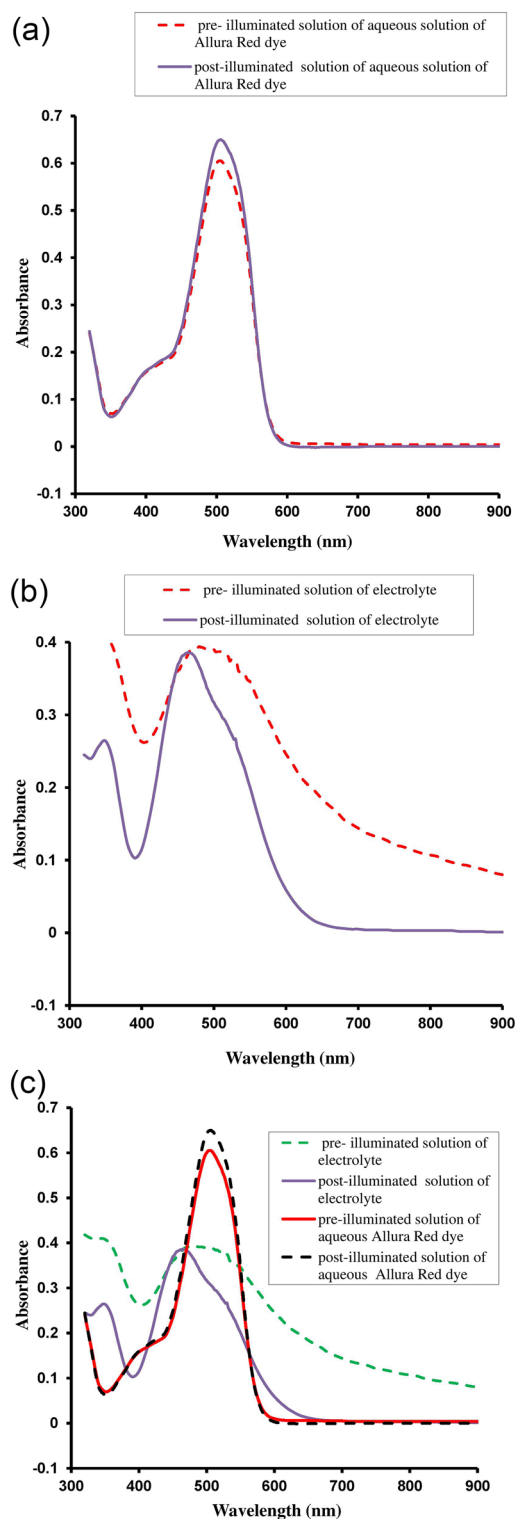 (a)
pre- illuminated solution of aqueous solution of
Allura Red dye
post-illuminated solution of aqueous solution of
Allura Red dye
0.7
0.6
0.5
0.4
0.3
0.2
0.1
0
-0.1
Absorbance
300 400 500 600 700 800 900
Wavelength (nm)
(b)
pre- illuminated solution of electrolyte
post-illuminated solution of electrolyte
0.4
0.3
0.2
0.1
0
-0.1
Absorbance
300 400 500 600 700 800 900
Wavelength (nm)
(c)
0.7
0.6
0.5
0.4
0.3
0.2
0.1
0
-0.1
Absorbance
pre- illuminated solution of
electrolyte
post-illuminated solution of
electrolyte
pre-illuminated solution of
aqueous Allura Red dye
post-illuminated solution of
aqueous Allura Red dye
300 400 500 600 700 800 900
Wavelength (nm)